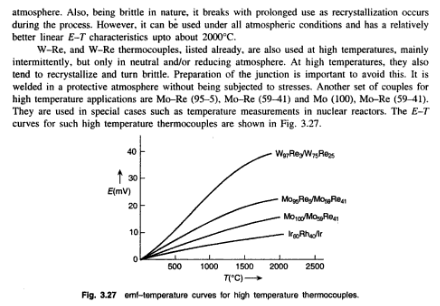 atmosphere. Also, being brittle in nature, it breaks with prolonged use as recrystallization occurs
during the process. However, it can be used under all atmospheric conditions and has a relatively
better linear E–T characteristics upto about 2000°C.
W–Re, and W–Re thermocouples, listed already, are also used at high temperatures, mainly
intermittently, but only in neutral and/or reducing atmosphere. At high temperatures, they also
tend to recrystallize and turn brittle. Preparation of the junction is important to avoid this. It is
welded in a protective atmosphere without being subjected to stresses. Another set of couples for
high temperature applications are Mo–Re (95–5), Mo–Re (59–41) and Mo (100), Mo–Re (59–41).
They are used in special cases such as temperature measurements in nuclear reactors. The E–T
curves for such high temperature thermocouples are shown in Fig. 3.27.
40
W97Re3/W75Re25
30
E(mV)
20
Mo95Re5/Mo59Re41
Mo100/Mo59Re41
10
Ir60Rh40/Ir
0
500 1000 1500 2000 2500
T(°C)
Fig. 3.27 emf–temperature curves for high temperature thermocouples.